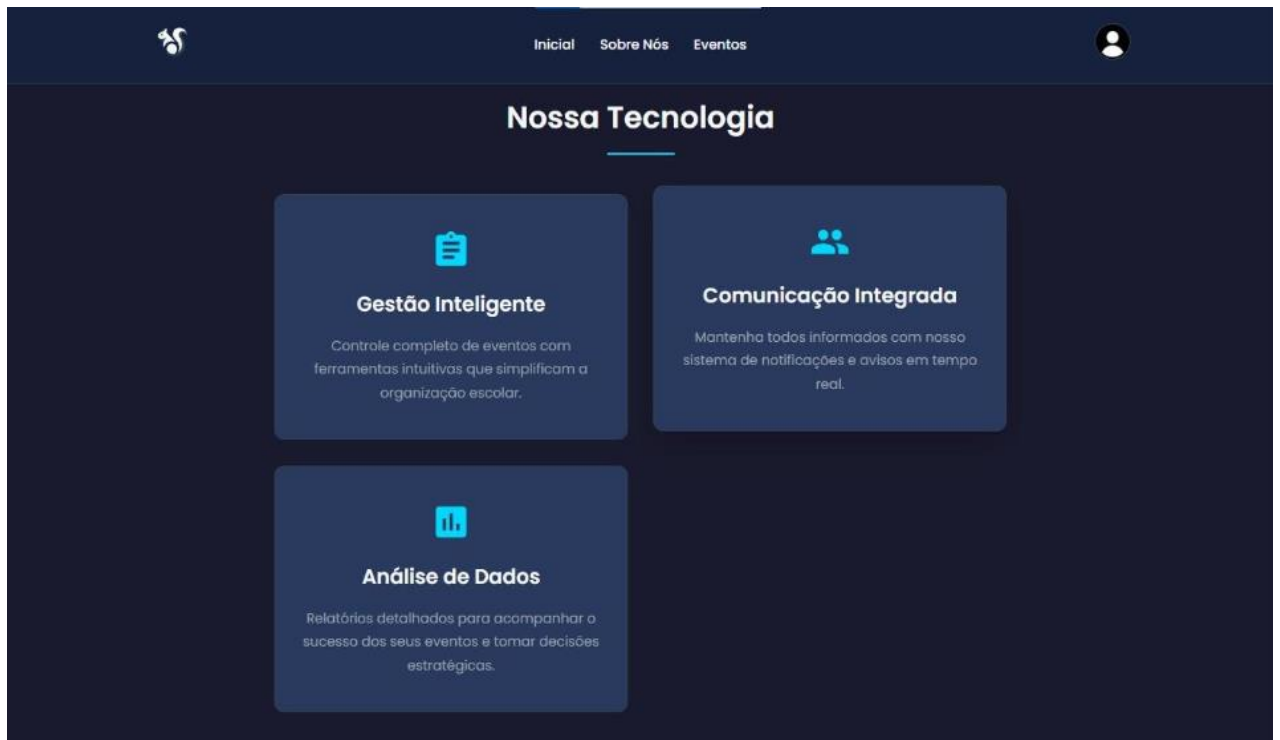 Inicial Sobre Nós Eventos
Nossa Tecnologia
Gestão Inteligente
Controle completo de eventos com
ferramentas intuitivas que simplificam a
organização escolar.
Comunicação Integrada
Mantenha todos informados com nosso
sistema de notificações e avisos em tempo
real.
Análise de Dados
Relatórios detalhados para acompanhar o
sucesso dos seus eventos e tomar decisões
estratégicas.